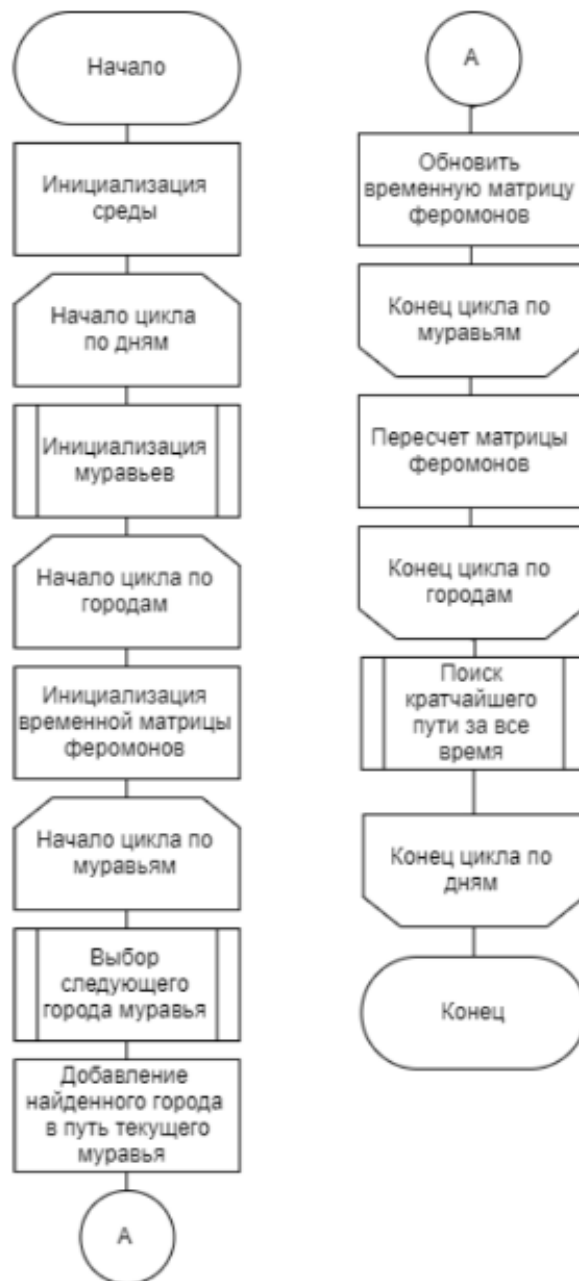 Начало
Инициализация
среды
Начало цикла
по дням
Инициализация
муравьев
Начало цикла по
городам
Инициализация
временной матрицы
феромонов
Начало цикла по
муравьям
Выбор
следующего
города муравья
Добавление
найденного города
в путь текущего
муравья
А
А
Обновить
временную матрицу
феромонов
Конец цикла по
муравьям
Пересчет матрицы
феромонов
Конец цикла по
городам
Поиск
кратчайшего
пути за все
время
Конец цикла по
дням
Конец